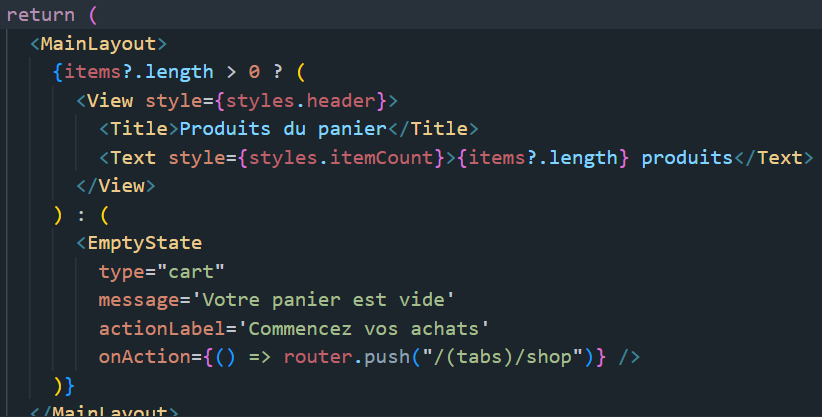 return (
<MainLayout>
{items?.length > 0 ? (
<View style={styles.header}>
<Title>Produits du panier</Title>
<Text style={styles.itemCount}>{items?.length} produits</Text>
</View>
) : (
<EmptyState
type="cart"
message='Votre panier est vide'
actionLabel='Commencez vos achats'
onAction={() => router.push("/(tabs)/shop")} />
)}
</MainLayout>